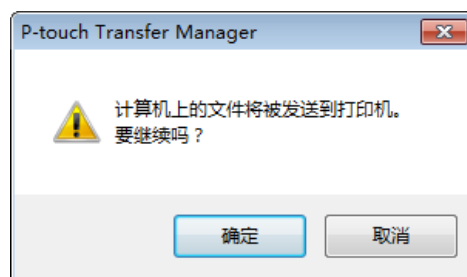 P-touch Transfer Manager
计算机上的文件将被发送到打印机。
要继续吗？
确定
取消